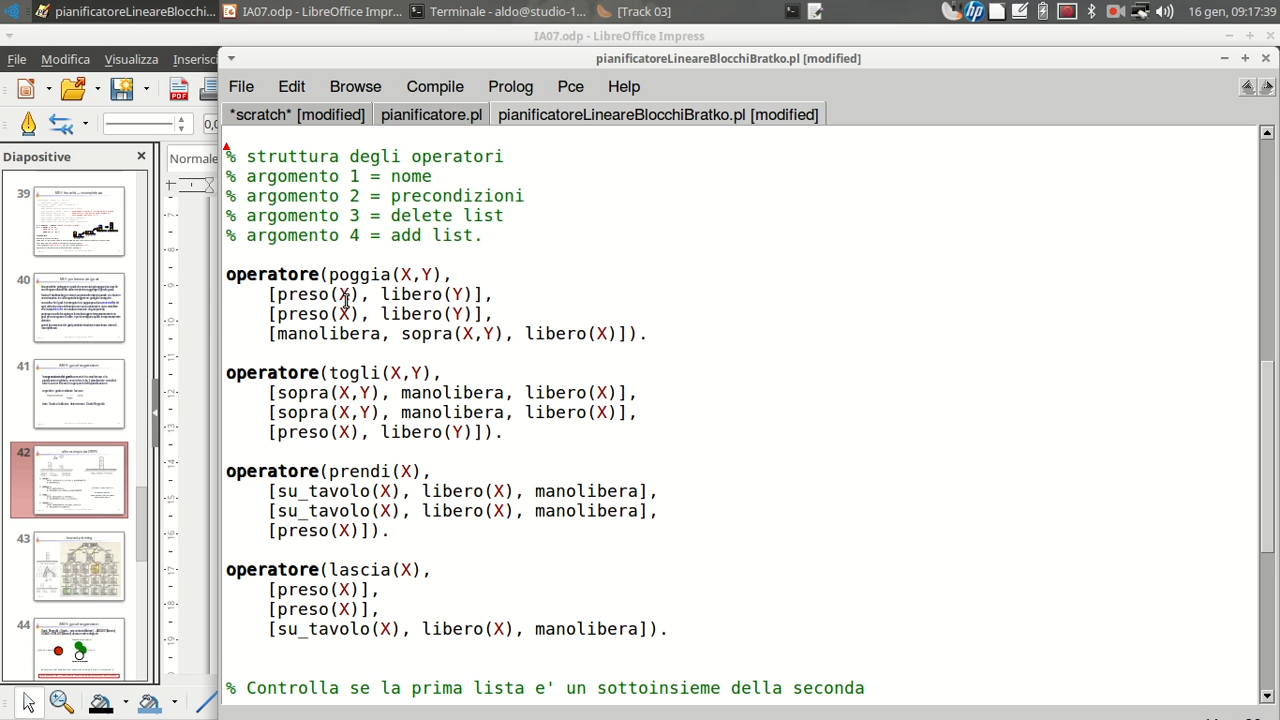 pianificatoreLineareBlocchi...
IA07.odp - LibreOffice Impr...
Terminale - aldo@studio-1...
[Track 03]
16 gen, 09:17:39
IA07.odp - LibreOffice Impress
File Modifica Visualizza Inserisci
pianificatoreLineareBlocchiBratko.pl [modified]
File Edit Browse Compile Prolog Pce Help
*scratch* [modified] pianificatore.pl pianificatoreLineareBlocchiBratko.pl [modified]
0,0
Diapositive
Normale
39
40
41
42
43
44
% struttura degli operatori
% argomento 1 = nome
% argomento 2 = precondizioni
% argomento 3 = delete list
% argomento 4 = add list.
operatore(poggia(X,Y),
[preso(X), libero(Y)]
[preso(X), libero(Y)],
[manolibera, sopra(X,Y), libero(X)]).
operatore(togli(X,Y),
[sopra(X,Y), manolibera, libero(X)],
[sopra(X,Y), manolibera, libero(X)],
[preso(X), libero(Y)]).
operatore(prendi(X),
[su_tavolo(X), libero(X), manolibera],
[su_tavolo(X), libero(X), manolibera],
[preso(X)]).
operatore(lascia(X),
[preso(X)],
[preso(X)],
[su_tavolo(X), libero(X), manolibera]).
% Controlla se la prima lista e' un sottoinsieme della seconda